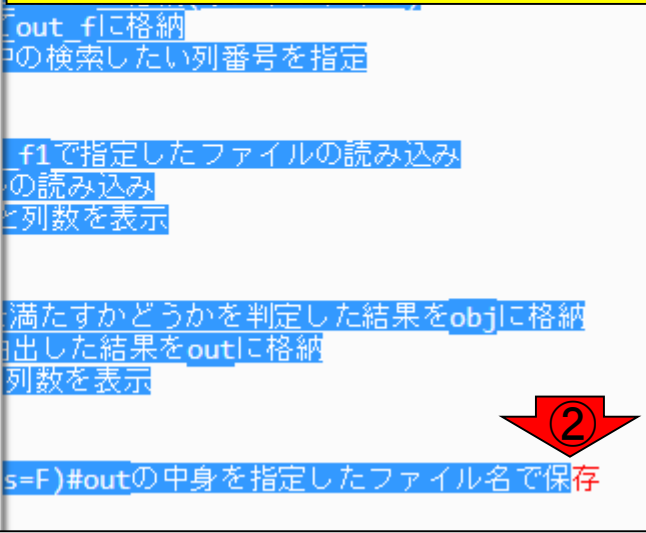 out_fに格納
の検索したい列番号を指定
_f1で指定したファイルの読み込み
の読み込み
と列数を表示
満たすかどうかを判定した結果をobjに格納
出した結果をoutに格納
列数を表示
②
s=F)#outの中身を指定したファイル名で保存